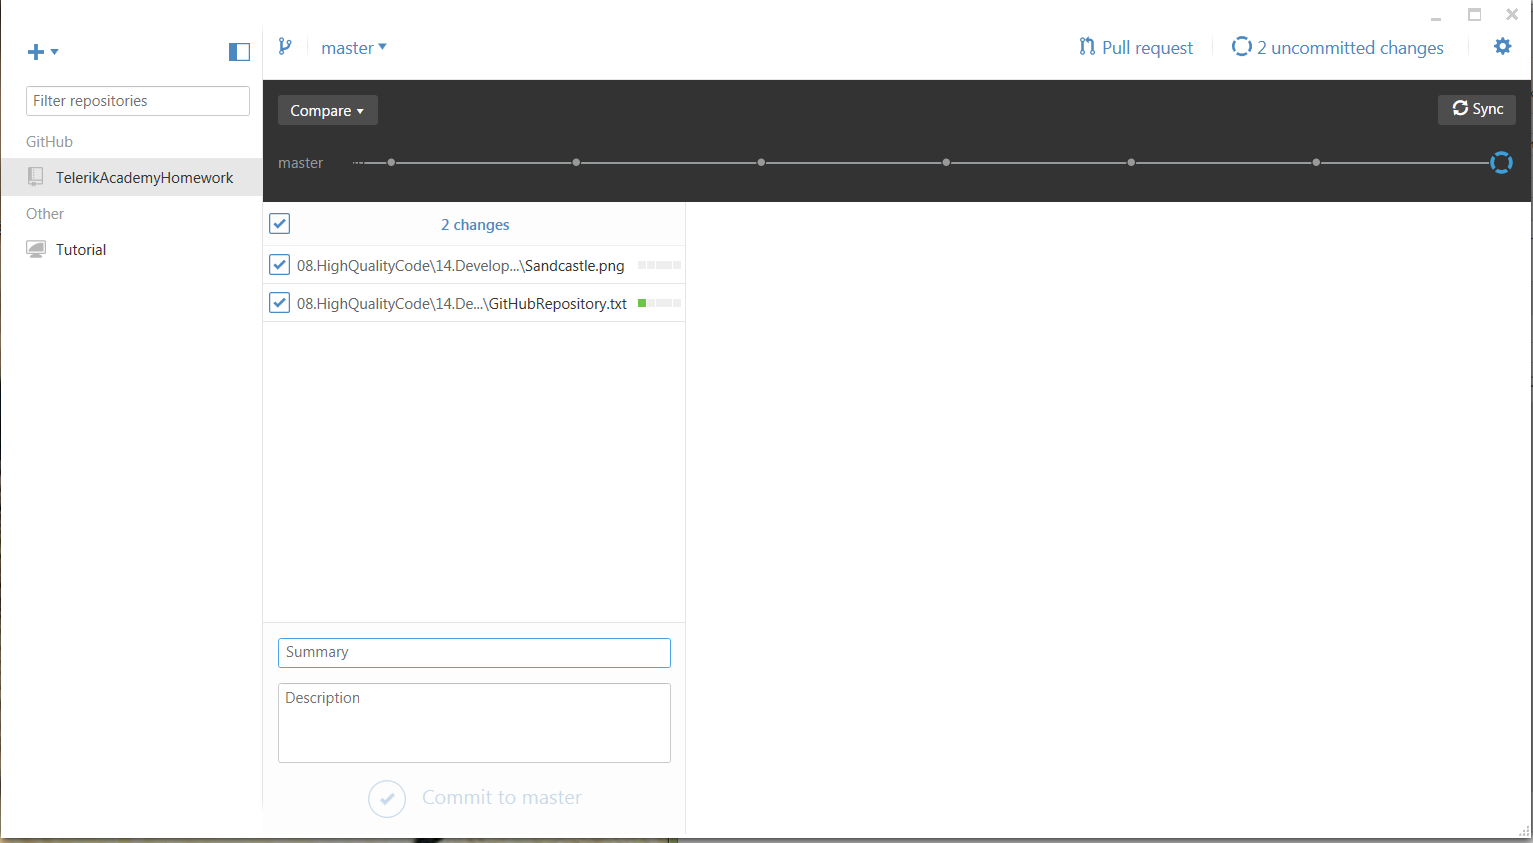 master
Pull request
2 uncommitted changes
Filter repositories
GitHub
TelerikAcademyHomework
Other
Tutorial
Compare
Sync
master
2 changes
08.HighQualityCode\14.Develop...\Sandcastle.png
08.HighQualityCode\14.De...\GitHubRepository.txt
Summary
Description
Commit to master